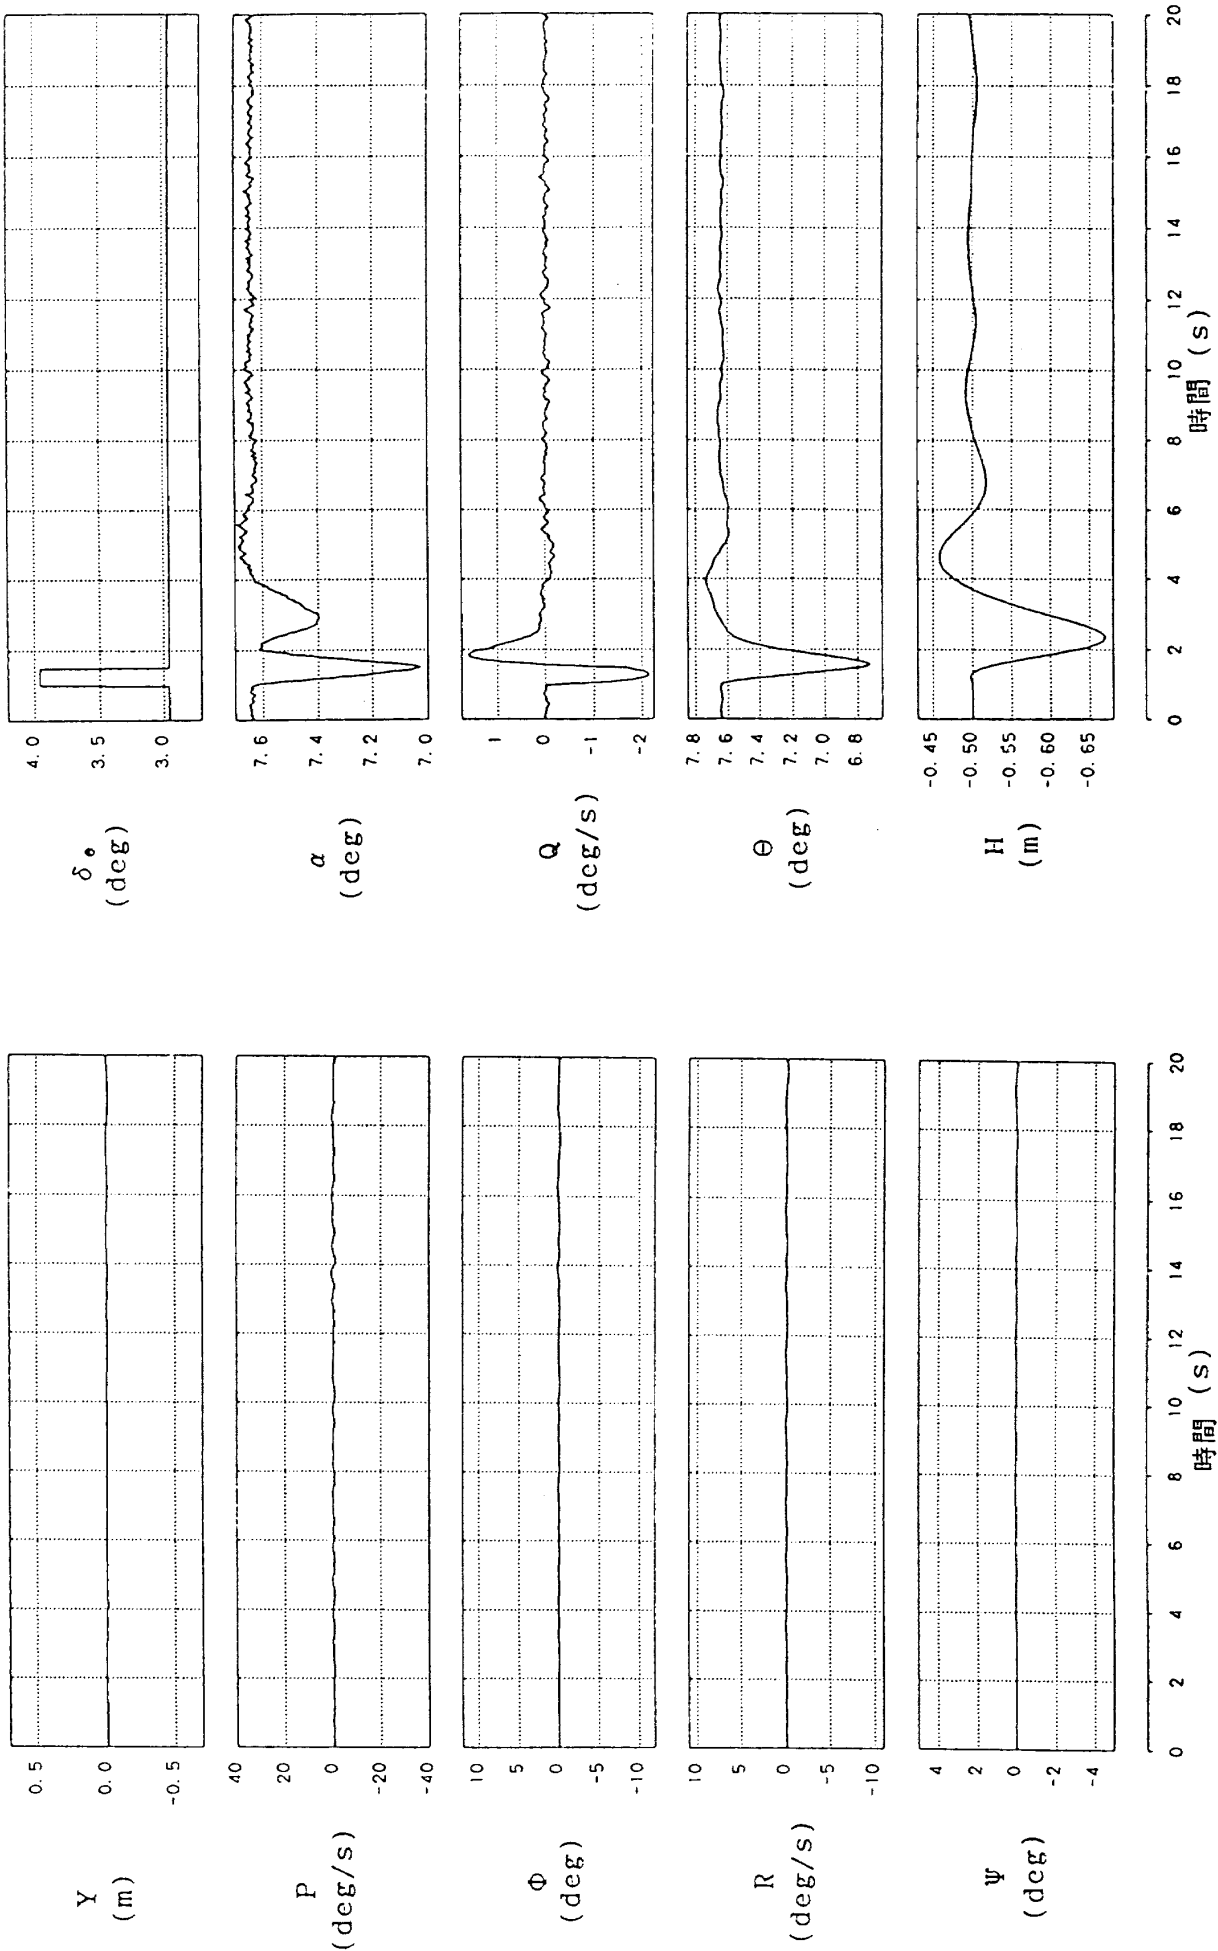 δe
(deg)
4.0
3.5
3.0
α
(deg)
7.6
7.4
7.2
7.0
Q
(deg/s)
1
0
-1
-2
Θ
(deg)
7.8
7.6
7.4
7.2
7.0
6.8
H
(m)
-0.45
-0.50
-0.55
-0.60
-0.65
0 2 4 6 8 10 12 14 16 18 20
時間 (s)
Y
(m)
0.5
0.0
-0.5
P
(deg/s)
40
20
0
-20
-40
Φ
(deg)
10
5
0
-5
-10
R
(deg/s)
10
5
0
-5
-10
Ψ
(deg)
4
2
0
-2
-4
0 2 4 6 8 10 12 14 16 18 20
時間 (s)